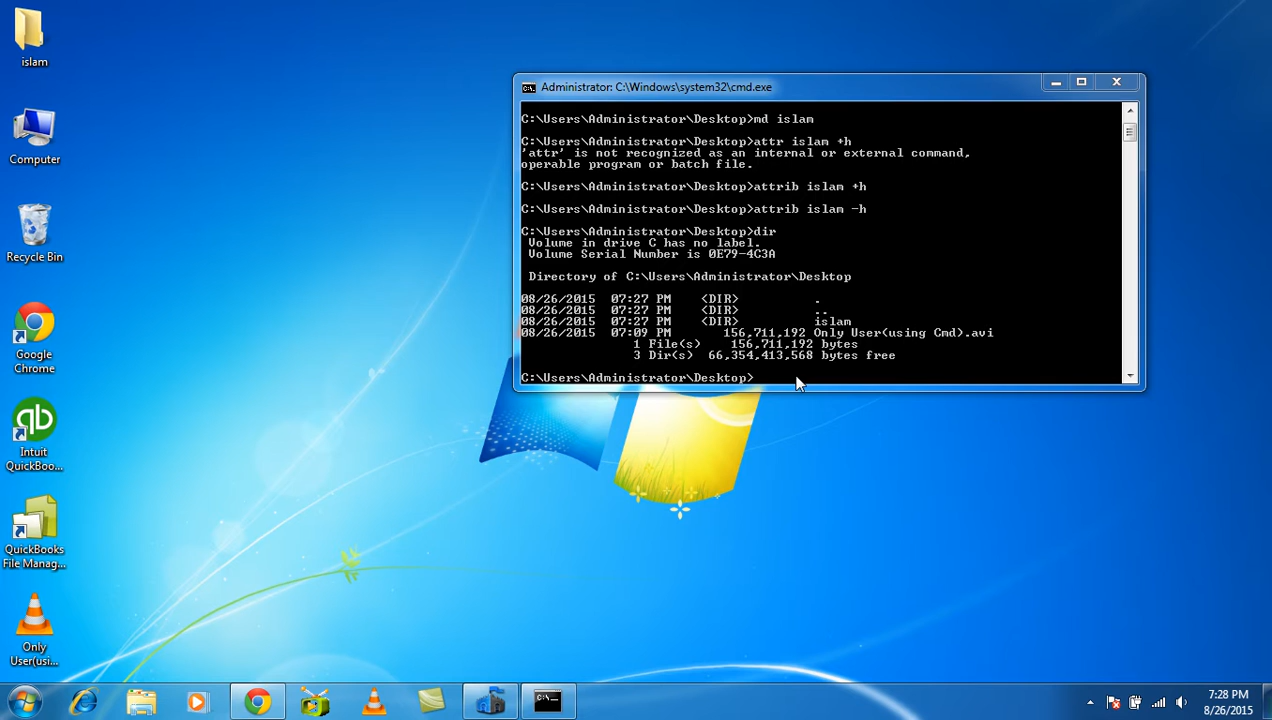 islam
Computer
Recycle Bin
Google
Chrome
Intuit
QuickBoo...
QuickBooks
File Manag...
Only
User(usi...
Administrator: C:\Windows\system32\cmd.exe
C:\Users\Administrator\Desktop>md islam
C:\Users\Administrator\Desktop>attr islam +h
'attr' is not recognized as an internal or external command,
operable program or batch file.
C:\Users\Administrator\Desktop>attrib islam +h
C:\Users\Administrator\Desktop>attrib islam -h
C:\Users\Administrator\Desktop>dir
Volume in drive C has no label.
Volume Serial Number is 0E79-4C3A
Directory of C:\Users\Administrator\Desktop
08/26/2015  07:27 PM    <DIR>          .
08/26/2015  07:27 PM    <DIR>          ..
08/26/2015  07:27 PM    <DIR>          islam
08/26/2015  07:09 PM       156,711,192 Only User(using Cmd).avi
1 File(s)    156,711,192 bytes
3 Dir(s)  66,354,413,568 bytes free
C:\Users\Administrator\Desktop>
7:28 PM
8/26/2015